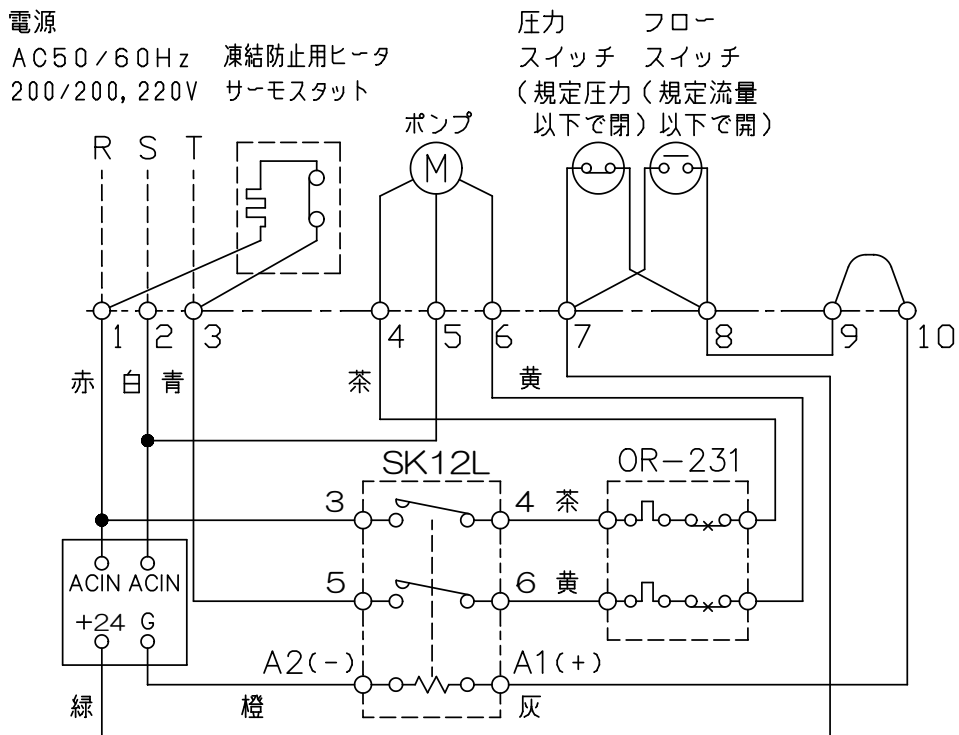 電源
AC50/60Hz
200/200, 220V
凍結防止用ヒータ
サーモスタット
圧力
スイッチ
(規定圧力
以下で閉)
フロー
スイッチ
(規定流量
以下で開)
ポンプ
R S T
M
1 2 3 4 5 6 7 8 9 10
赤 白 青 茶 黄
SK12L
OR-231
3 4 茶
5 6 黄
ACIN ACIN
+24 G
A2(-) A1(+)
緑 橙 灰